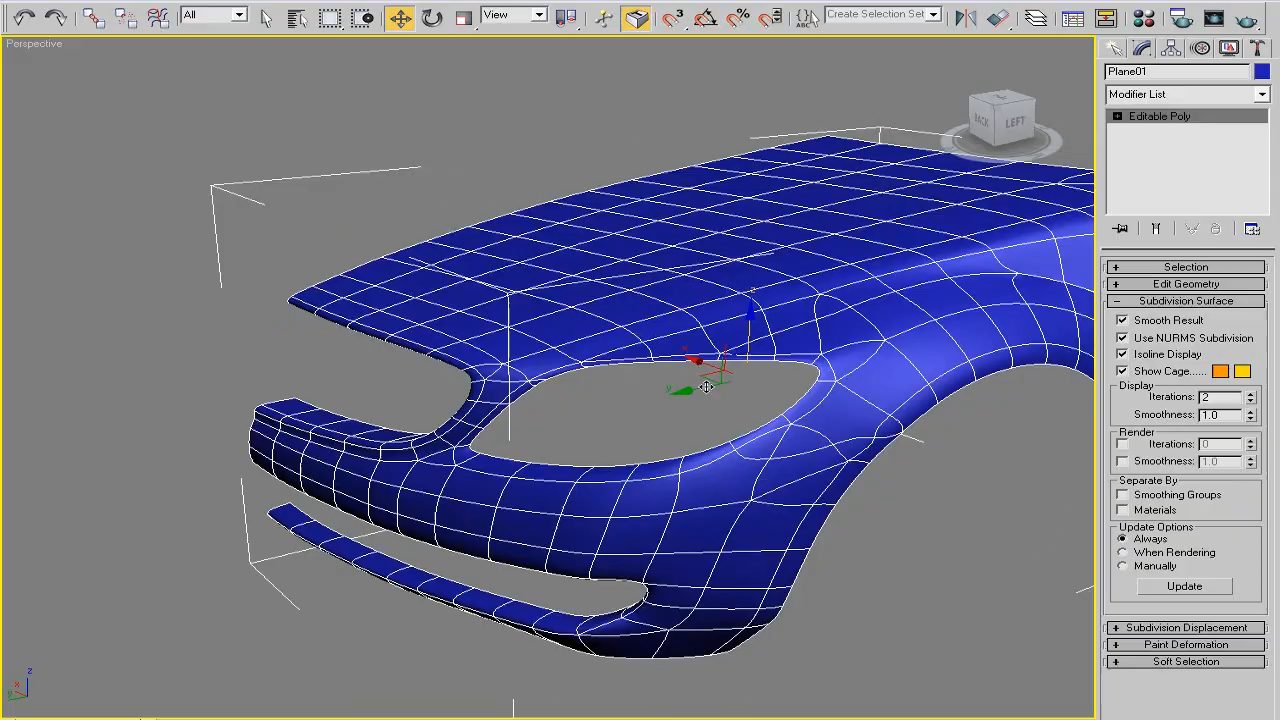 All
View
3
ABC
Create Selection Set
Perspective
BACK
LEFT
Plane01
Modifier List
Editable Poly
Selection
Edit Geometry
Subdivision Surface
Smooth Result
Use NURMS Subdivision
Isoline Display
Show Cage......
Display
Iterations: 2
Smoothness: 1.0
Render
Iterations: 0
Smoothness: 1.0
Separate By
Smoothing Groups
Materials
Update Options
Always
When Rendering
Manually
Update
Subdivision Displacement
Paint Deformation
Soft Selection
z
x
y
z
x
y